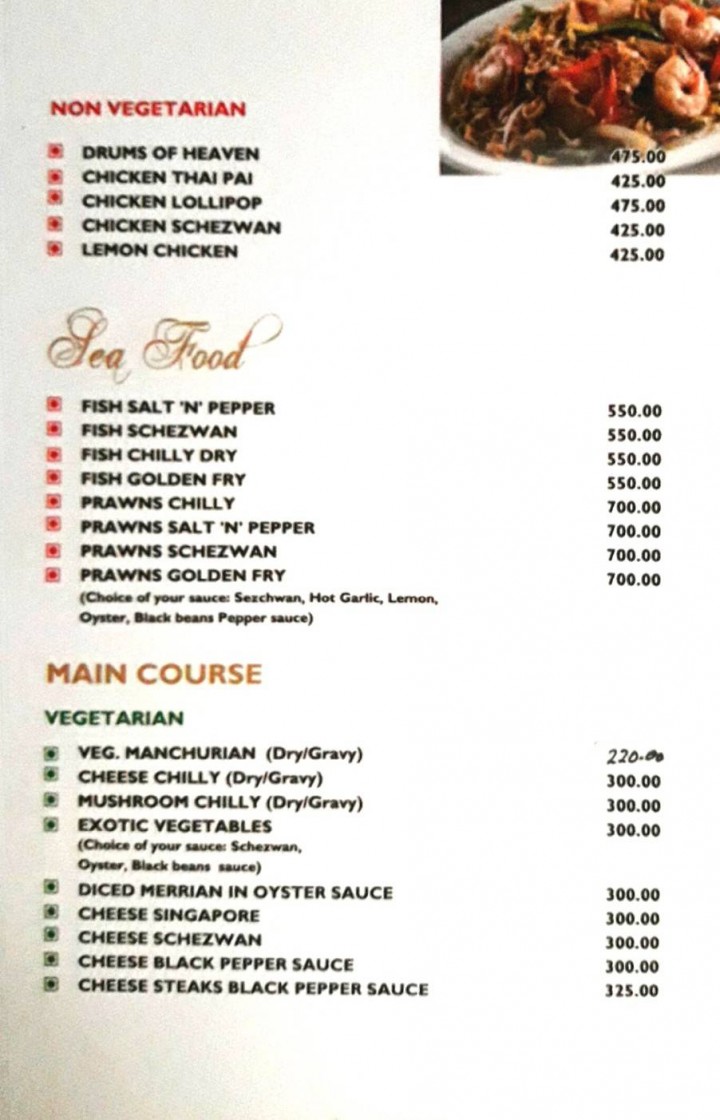 NON VEGETARIAN
DRUMS OF HEAVEN 475.00
CHICKEN THAI PAI 425.00
CHICKEN LOLLIPOP 475.00
CHICKEN SCHEZWAN 425.00
LEMON CHICKEN 425.00
Sea Food
FISH SALT 'N' PEPPER 550.00
FISH SCHEZWAN 550.00
FISH CHILLY DRY 550.00
FISH GOLDEN FRY 550.00
PRAWNS CHILLY 700.00
PRAWNS SALT 'N' PEPPER 700.00
PRAWNS SCHEZWAN 700.00
PRAWNS GOLDEN FRY 700.00
(Choice of your sauce: Sezchwan, Hot Garlic, Lemon,
Oyster, Black beans Pepper sauce)
MAIN COURSE
VEGETARIAN
VEG. MANCHURIAN (Dry/Gravy) 220.00
CHEESE CHILLY (Dry/Gravy) 300.00
MUSHROOM CHILLY (Dry/Gravy) 300.00
EXOTIC VEGETABLES 300.00
(Choice of your sauce: Schezwan,
Oyster, Black beans sauce)
DICED MERRIAN IN OYSTER SAUCE 300.00
CHEESE SINGAPORE 300.00
CHEESE SCHEZWAN 300.00
CHEESE BLACK PEPPER SAUCE 300.00
CHEESE STEAKS BLACK PEPPER SAUCE 325.00